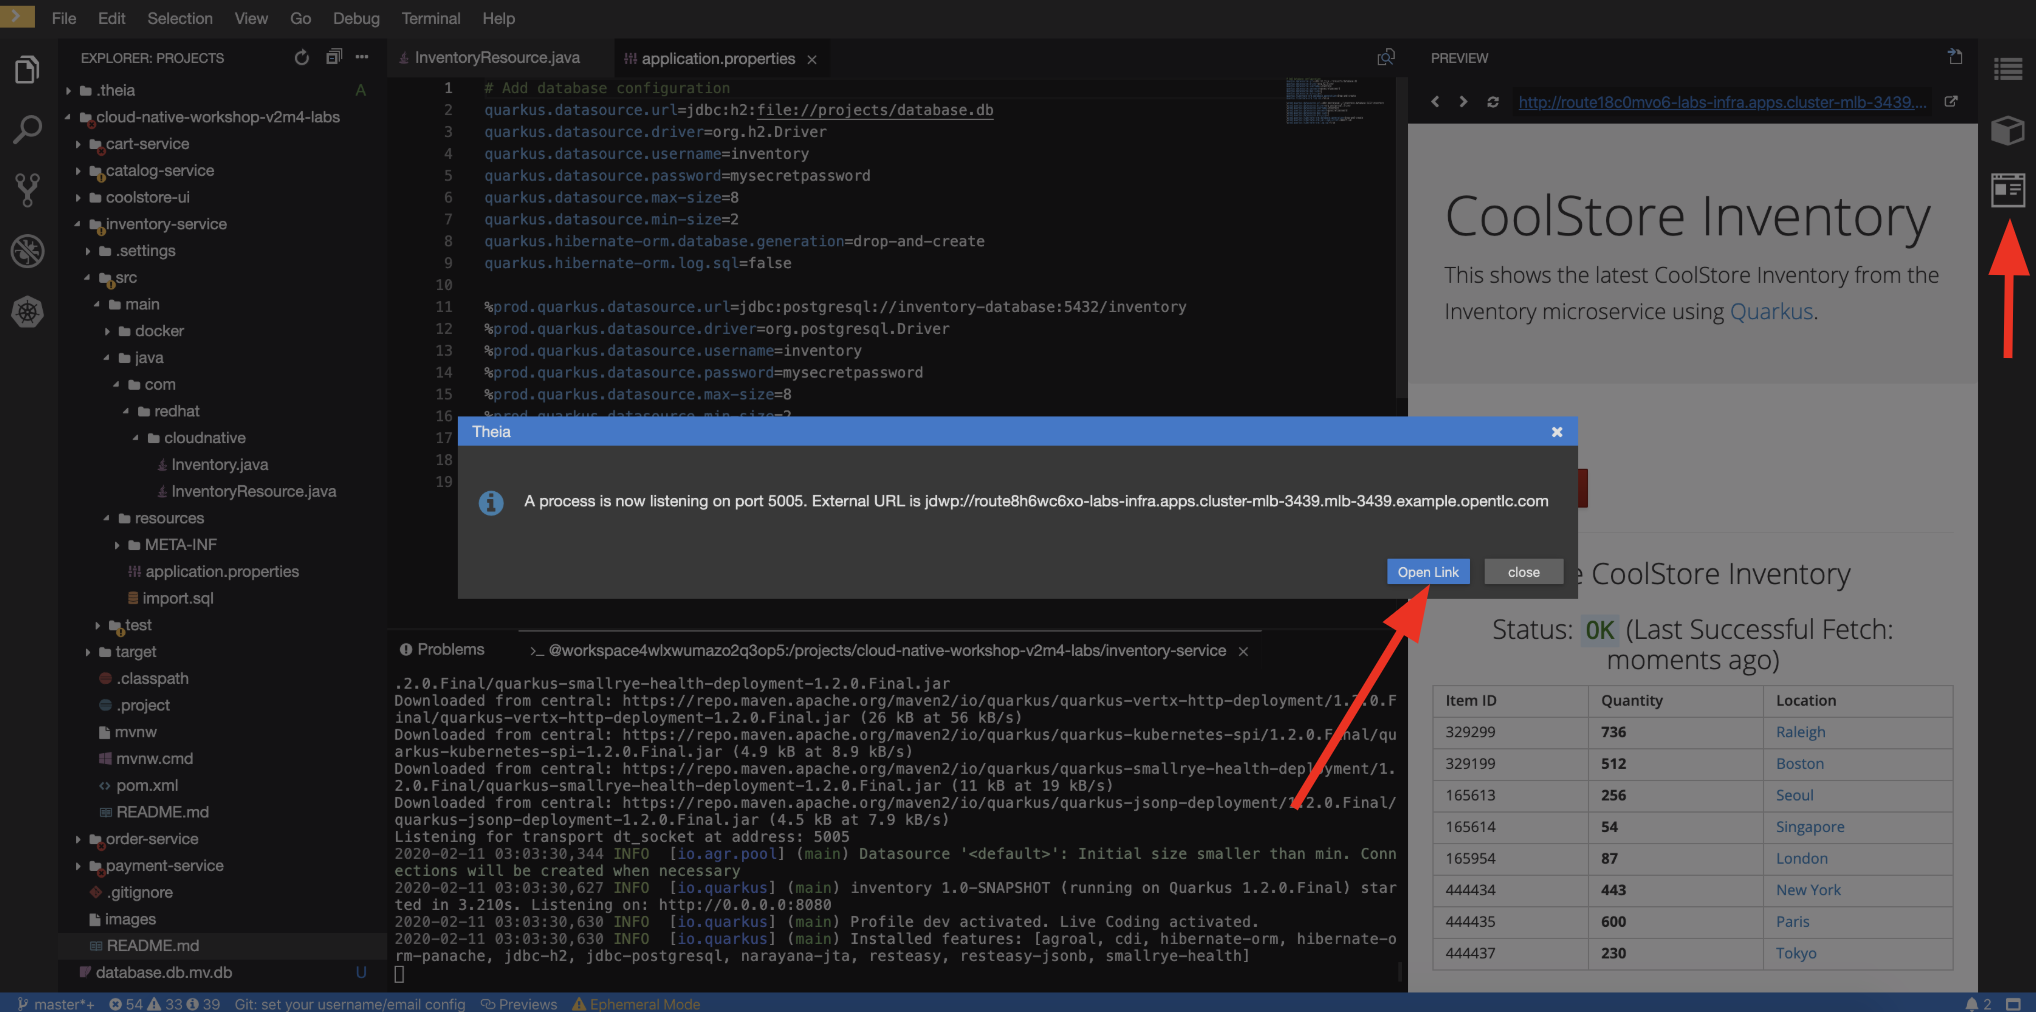 File Edit Selection View Go Debug Terminal Help
EXPLORER: PROJECTS
.theia A
cloud-native-workshop-v2m4-labs
cart-service
catalog-service
coolstore-ui
inventory-service
.settings
src
main
docker
java
com
redhat
cloudnative
Inventory.java
InventoryResource.java
resources
META-INF
application.properties
import.sql
test
target
.classpath
.project
mvnw
mvnw.cmd
pom.xml
README.md
order-service
payment-service
.gitignore
images
README.md
database.db.mv.db U
InventoryResource.java application.properties ×
1 # Add database configuration
2 quarkus.datasource.url=jdbc:h2:file://projects/database.db
3 quarkus.datasource.driver=org.h2.Driver
4 quarkus.datasource.username=inventory
5 quarkus.datasource.password=mysecretpassword
6 quarkus.datasource.max-size=8
7 quarkus.datasource.min-size=2
8 quarkus.hibernate-orm.database.generation=drop-and-create
9 quarkus.hibernate-orm.log.sql=false
10
11 %prod.quarkus.datasource.url=jdbc:postgresql://inventory-database:5432/inventory
12 %prod.quarkus.datasource.driver=org.postgresql.Driver
13 %prod.quarkus.datasource.username=inventory
14 %prod.quarkus.datasource.password=mysecretpassword
15 %prod.quarkus.datasource.max-size=8
16 %prod.quarkus.datasource.min-size=2
17
18
19
Theia
A process is now listening on port 5005. External URL is jdwp://route8h6wc6xo-labs-infra.apps.cluster-mlb-3439.mlb-3439.example.opentlc.com
Open Link close
Problems >_ @workspace4wlxwumazo2q3op5:/projects/cloud-native-workshop-v2m4-labs/inventory-service ×
.2.0.Final/quarkus-smallrye-health-deployment-1.2.0.Final.jar
Downloaded from central: https://repo.maven.apache.org/maven2/io/quarkus/quarkus-vertx-http-deployment/1.2.0.F
inal/quarkus-vertx-http-deployment-1.2.0.Final.jar (26 kB at 56 kB/s)
Downloaded from central: https://repo.maven.apache.org/maven2/io/quarkus/quarkus-kubernetes-spi/1.2.0.Final/qu
arkus-kubernetes-spi-1.2.0.Final.jar (4.9 kB at 8.9 kB/s)
Downloaded from central: https://repo.maven.apache.org/maven2/io/quarkus/quarkus-smallrye-health-deployment/1.
2.0.Final/quarkus-smallrye-health-deployment-1.2.0.Final.jar (11 kB at 19 kB/s)
Downloaded from central: https://repo.maven.apache.org/maven2/io/quarkus/quarkus-jsonp-deployment/1.2.0.Final/
quarkus-jsonp-deployment-1.2.0.Final.jar (4.5 kB at 7.9 kB/s)
Listening for transport dt_socket at address: 5005
2020-02-11 03:03:30,344 INFO [io.agr.pool] (main) Datasource '<default>': Initial size smaller than min. Conn
ections will be created when necessary
2020-02-11 03:03:30,627 INFO [io.quarkus] (main) inventory 1.0-SNAPSHOT (running on Quarkus 1.2.0.Final) star
ted in 3.210s. Listening on: http://0.0.0.0:8080
2020-02-11 03:03:30,630 INFO [io.quarkus] (main) Profile dev activated. Live Coding activated.
2020-02-11 03:03:30,630 INFO [io.quarkus] (main) Installed features: [agroal, cdi, hibernate-orm, hibernate-o
rm-panache, jdbc-h2, jdbc-postgresql, narayana-jta, resteasy, resteasy-jsonb, smallrye-health]
PREVIEW
http://route18c0mvo6-labs-infra.apps.cluster-mlb-3439....
CoolStore Inventory
This shows the latest CoolStore Inventory from the
Inventory microservice using Quarkus.
e CoolStore Inventory
Status: OK (Last Successful Fetch:
moments ago)
Item ID Quantity Location
329299 736 Raleigh
329199 512 Boston
165613 256 Seoul
165614 54 Singapore
165954 87 London
444434 443 New York
444435 600 Paris
444437 230 Tokyo
master*+ 54 33 39 Git: set your username/email config Previews Ephemeral Mode 2